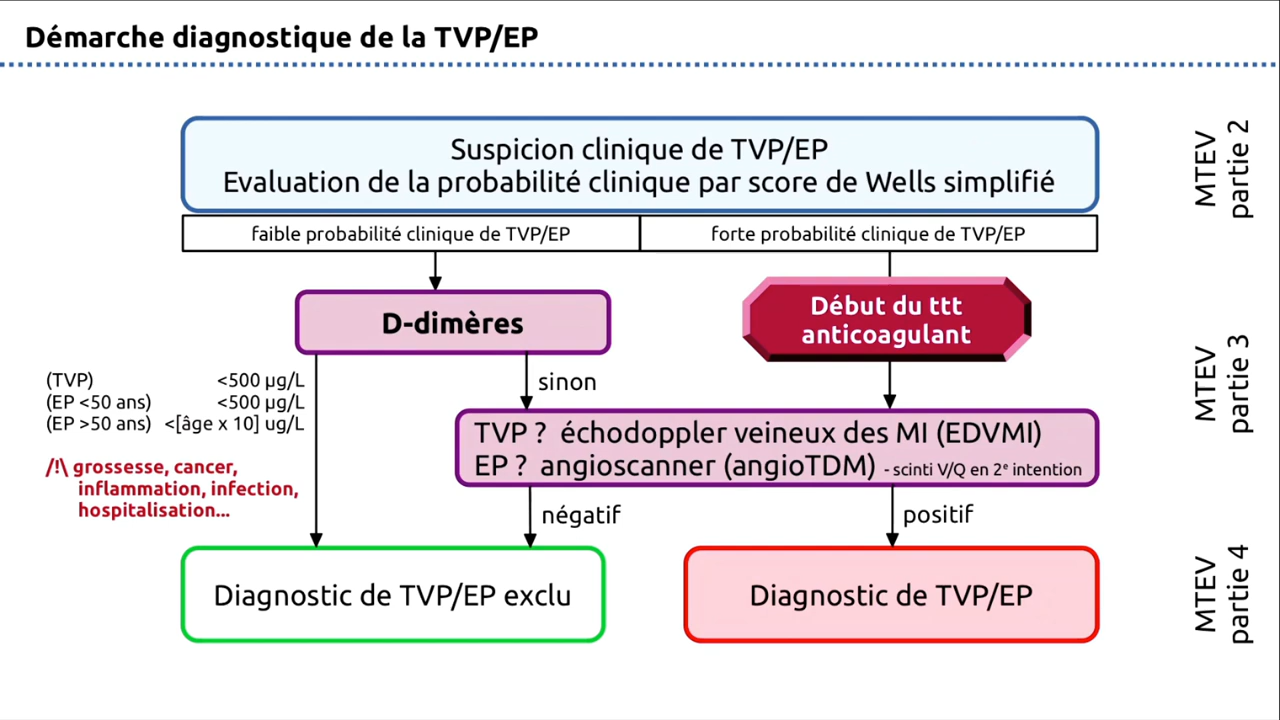 Démarche diagnostique de la TVP/EP
Suspicion clinique de TVP/EP
Evaluation de la probabilité clinique par score de Wells simplifié
faible probabilité clinique de TVP/EP
forte probabilité clinique de TVP/EP
MTEV
partie 2
D-dimères
Début du ttt
anticoagulant
(TVP) <500 µg/L
(EP <50 ans) <500 µg/L
(EP >50 ans) <[âge x 10] ug/L
sinon
/!\ grossesse, cancer,
inflammation, infection,
hospitalisation...
TVP ? échodoppler veineux des MI (EDVMI)
EP ? angioscanner (angioTDM) - scinti V/Q en 2e intention
MTEV
partie 3
négatif
positif
Diagnostic de TVP/EP exclu
Diagnostic de TVP/EP
MTEV
partie 4